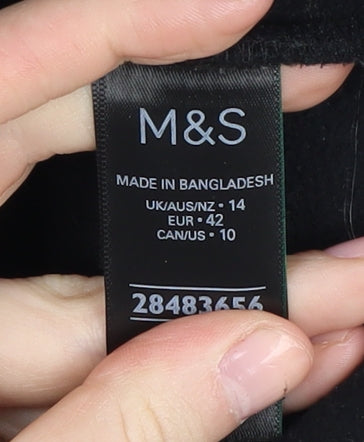 M&S
MADE IN BANGLADESH
UK/AUS/NZ • 14
EUR • 42
CAN/US • 10
28483656